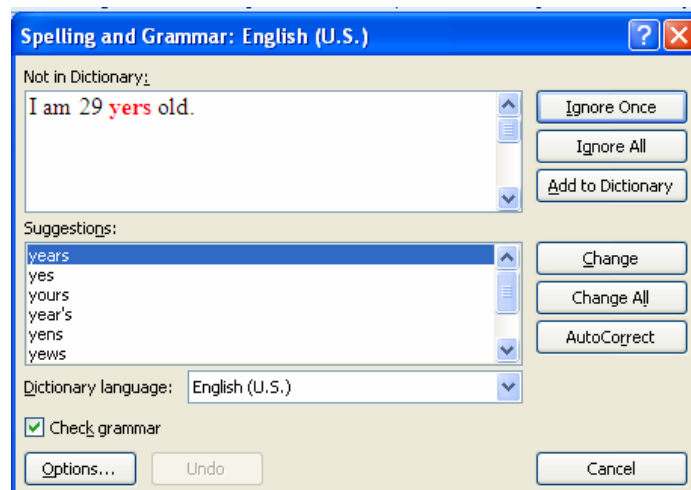 Spelling and Grammar: English (U.S.)
Not in Dictionary:
I am 29 yers old.
Ignore Once
Ignore All
Add to Dictionary
Suggestions:
years
yes
yours
year's
yens
yews
Change
Change All
AutoCorrect
Dictionary language: English (U.S.)
Check grammar
Options... Undo Cancel